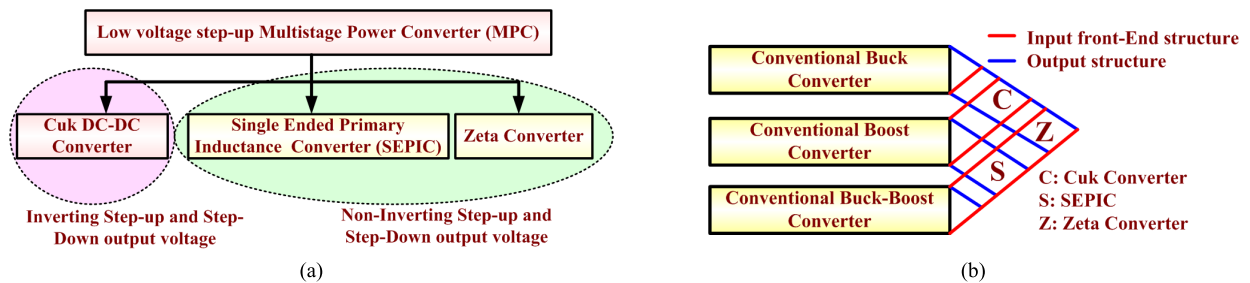 Low voltage step-up Multistage Power Converter (MPC)
Cuk DC-DC
Converter
Single Ended Primary
Inductance Converter (SEPIC)
Zeta Converter
Inverting Step-up and Step-
Down output voltage
Non-Inverting Step-up and
Step-Down output voltage
(a)
Conventional Buck
Converter
Conventional Boost
Converter
Conventional Buck-Boost
Converter
Input front-End structure
Output structure
C
Z
S
C: Cuk Converter
S: SEPIC
Z: Zeta Converter
(b)